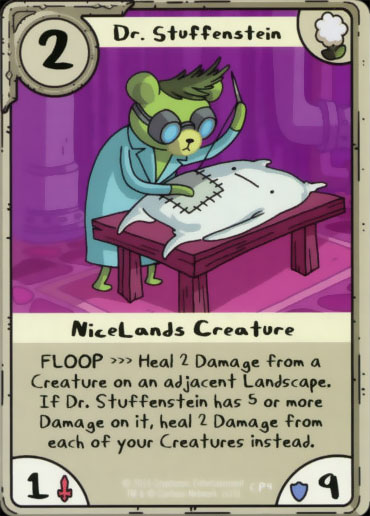 2
Dr. Stuffenstein
NiceLands Creature
FLOOP >>> Heal 2 Damage from a
Creature on an adjacent Landscape.
If Dr. Stuffenstein has 5 or more
Damage on it, heal 2 Damage from
each of your Creatures instead.
1
9